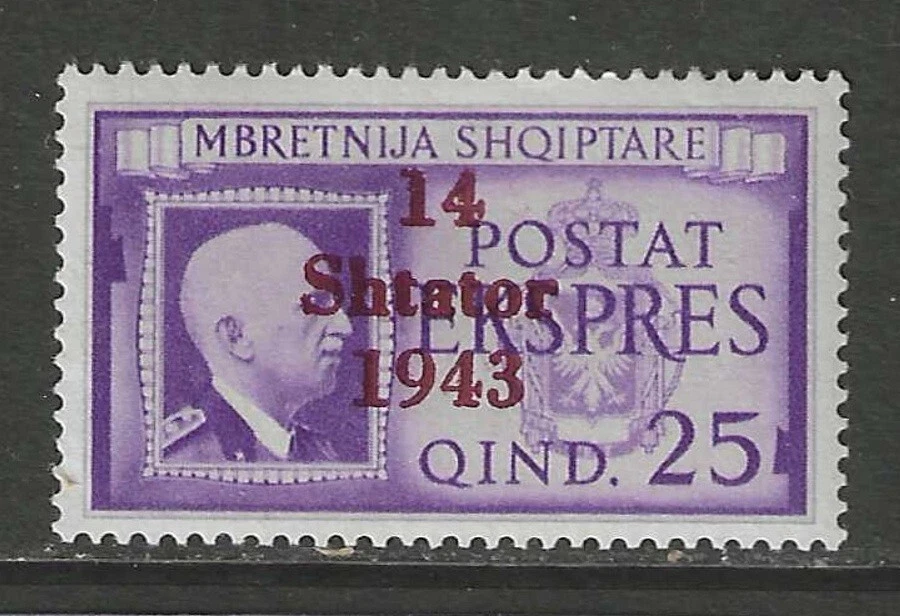 MBRETNIJA SHQIPTARE
14
POSTAT
Shtator
EKSPRES
1943
QIND. 25